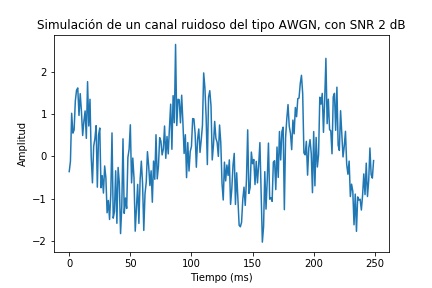 Simulación de un canal ruidoso del tipo AWGN, con SNR 2 dB
Amplitud
2
1
0
−1
−2
0 50 100 150 200 250
Tiempo (ms)